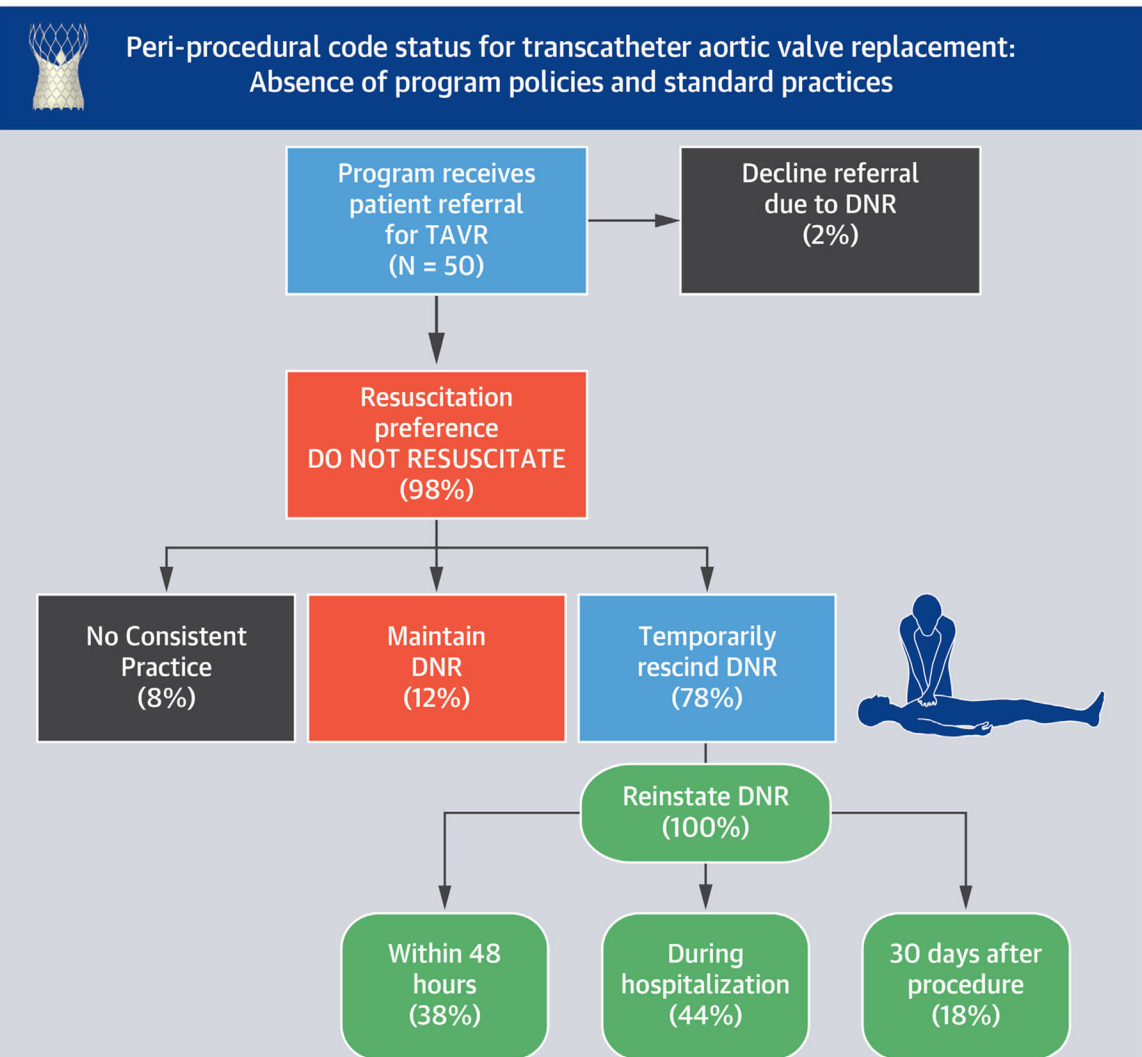 Peri-procedural code status for transcatheter aortic valve replacement:
Absence of program policies and standard practices
Program receives
patient referral
for TAVR
(N = 50)
Decline referral
due to DNR
(2%)
Resuscitation
preference
DO NOT RESUSCITATE
(98%)
No Consistent
Practice
(8%)
Maintain
DNR
(12%)
Temporarily
rescind DNR
(78%)
Reinstate DNR
(100%)
Within 48
hours
(38%)
During
hospitalization
(44%)
30 days after
procedure
(18%)